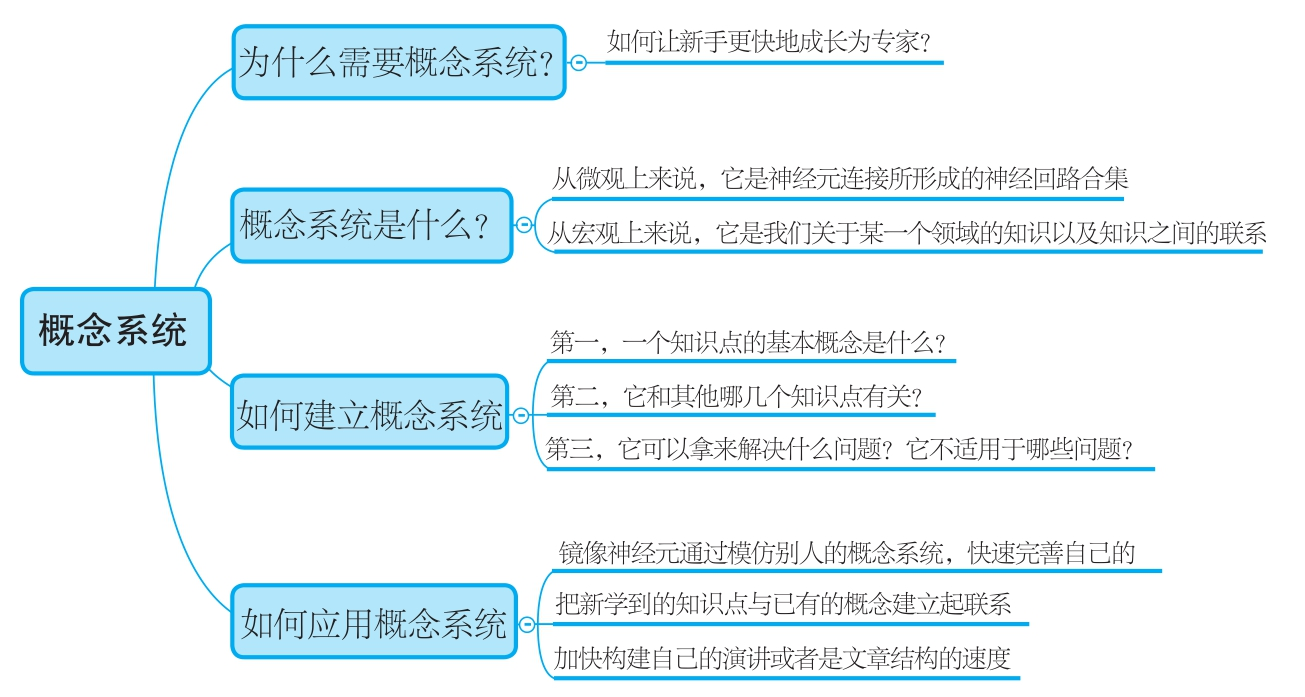 概念系统
为什么需要概念系统?
如何让新手更快地成长为专家?
概念系统是什么?
从微观上来说，它是神经元连接所形成的神经回路合集
从宏观上来说，它是我们关于某一个领域的知识以及知识之间的联系
如何建立概念系统
第一，一个知识点的基本概念是什么?
第二，它和其他哪几个知识点有关?
第三，它可以拿来解决什么问题? 它不适用于哪些问题?
如何应用概念系统
镜像神经元通过模仿别人的概念系统，快速完善自己的
把新学到的知识点与已有的概念建立起联系
加快构建自己的演讲或者是文章结构的速度